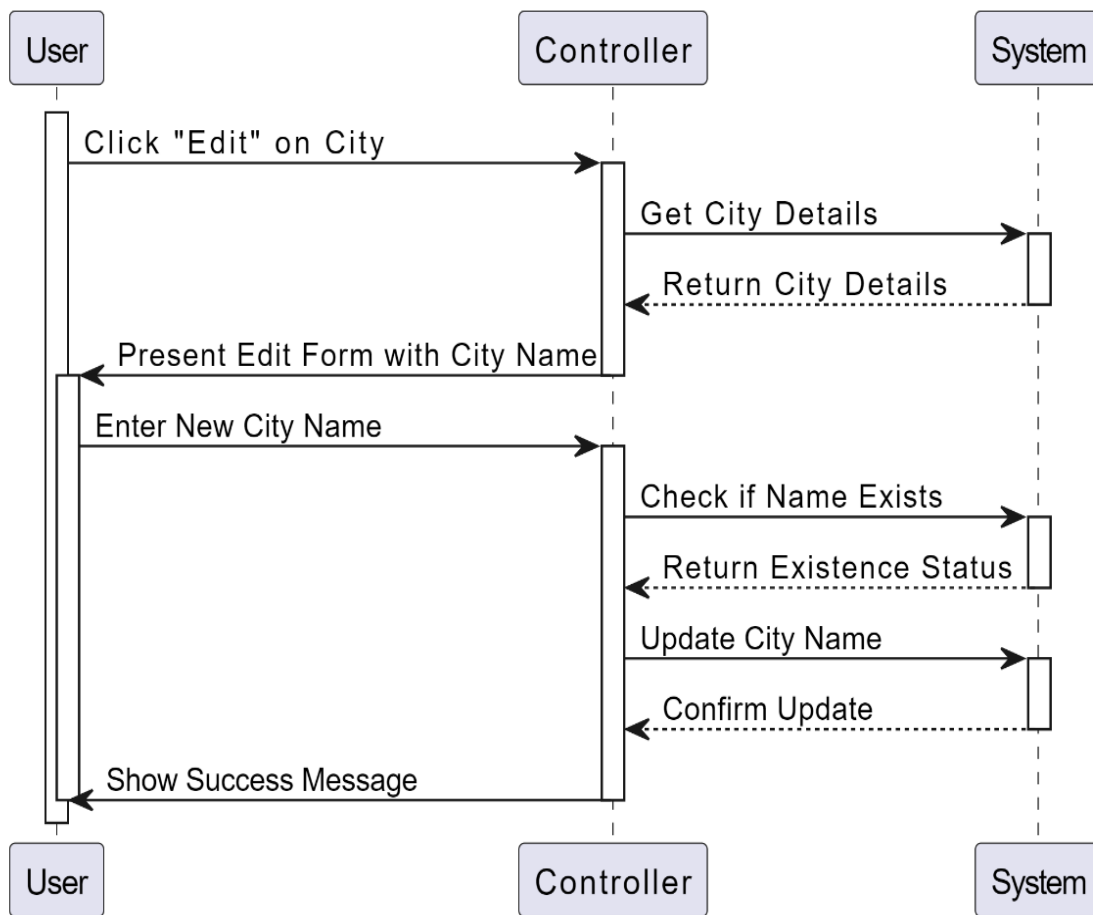 User
Controller
System
Click "Edit" on City
Get City Details
Return City Details
Present Edit Form with City Name
Enter New City Name
Check if Name Exists
Return Existence Status
Update City Name
Confirm Update
Show Success Message
User
Controller
System